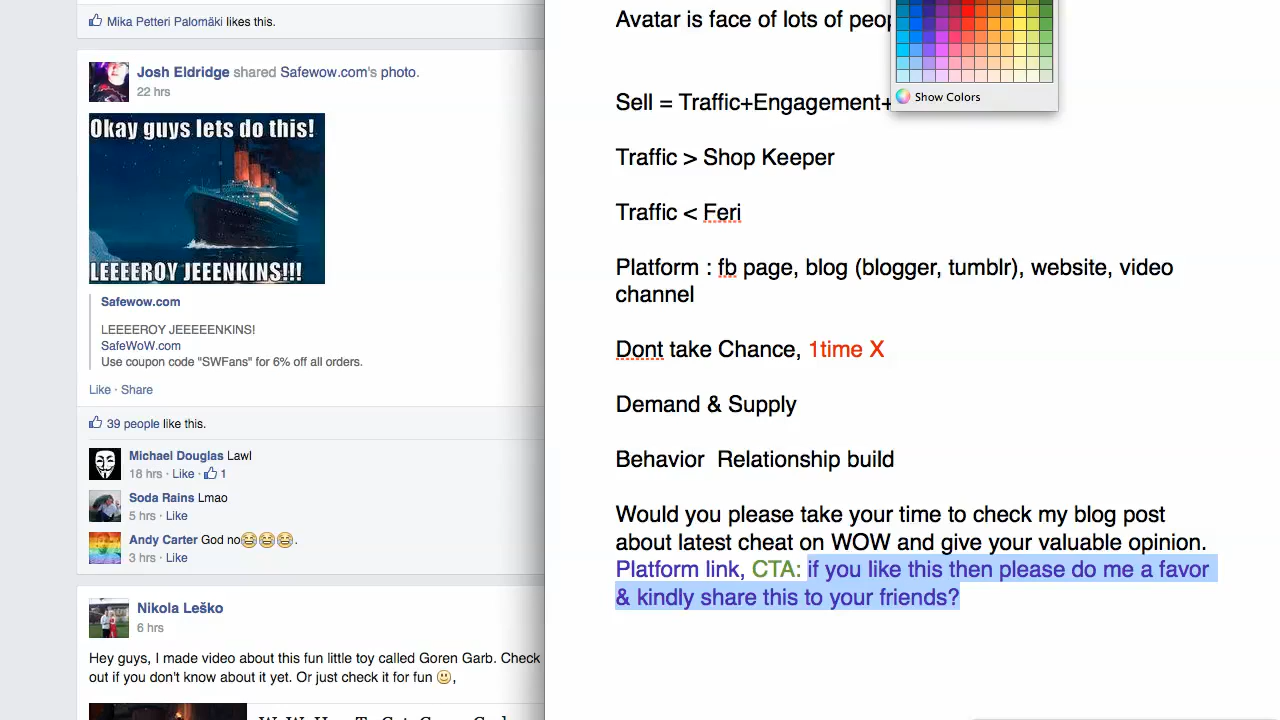 Mika Petteri Palomäki likes this.
Josh Eldridge shared Safewow.com's photo.
22 hrs
Okay guys lets do this!
LEEEEROY JEEENKINS!!!
Safewow.com
LEEEEROY JEEEEENKINS!
SafeWoW.com
Use coupon code "SWFans" for 6% off all orders.
Like · Share
39 people like this.
Michael Douglas Lawl
18 hrs · Like · 1
Soda Rains Lmao
5 hrs · Like
Andy Carter God no😂😂😂.
3 hrs · Like
Nikola Leško
6 hrs
Hey guys, I made video about this fun little toy called Goren Garb. Check
out if you don't know about it yet. Or just check it for fun 😃,
Avatar is face of lots of
Sell = Traffic+Engagement+
Traffic > Shop Keeper
Traffic < Feri
Platform : fb page, blog (blogger, tumblr), website, video
channel
Dont take Chance, 1time X
Demand & Supply
Behavior  Relationship build
Would you please take your time to check my blog post
about latest cheat on WOW and give your valuable opinion.
Platform link, CTA: if you like this then please do me a favor
& kindly share this to your friends?
Show Colors